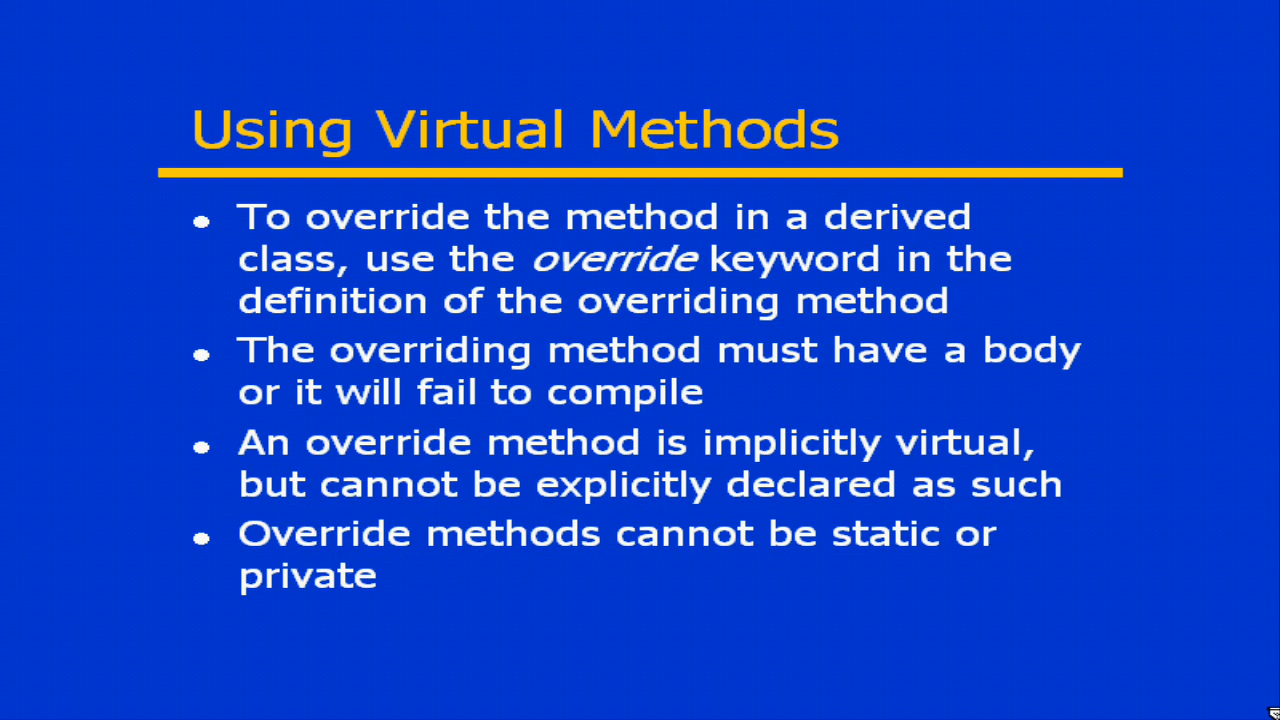 Using Virtual Methods
• To override the method in a derived
class, use the override keyword in the
definition of the overriding method
• The overriding method must have a body
or it will fail to compile
• An override method is implicitly virtual,
but cannot be explicitly declared as such
• Override methods cannot be static or
private